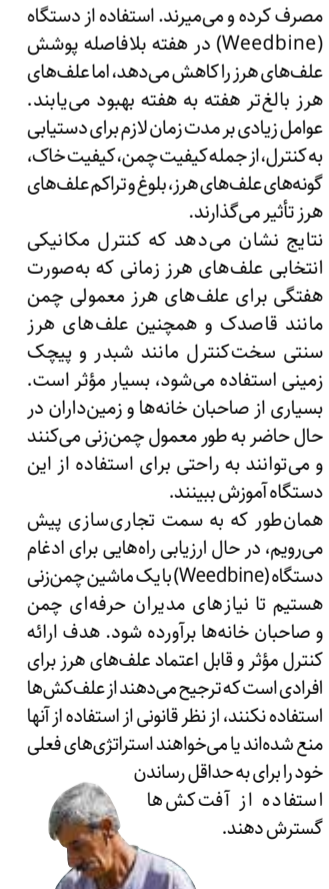 مصرف کرده و می‌میرند. استفاده از دستگاه
(Weedbine) در هفته بلافاصله پوشش
علف‌های هرز را کاهش می‌دهد، اما علف‌های
هرز بالغ‌تر هفته به هفته بهبود می‌یابند.
عوامل زیادی بر مدت زمان لازم برای دستیابی
به کنترل، از جمله کیفیت چمن، کیفیت خاک،
گونه‌های علف‌های هرز، بلوغ و تراکم علف‌های
هرز تأثیر می‌گذارند.
نتایج نشان می‌دهد که کنترل مکانیکی
انتخابی علف‌های هرز زمانی که به‌صورت
هفتگی برای علف‌های هرز معمولی چمن
مانند قاصدک و همچنین علف‌های هرز
سنتی سخت‌کنترل مانند شبدر و پیچک
زمینی استفاده می‌شود، بسیار مؤثر است.
بسیاری از صاحبان خانه‌ها و زمین‌داران در
حال حاضر به طور معمول چمن‌زنی می‌کنند
و می‌توانند به راحتی برای استفاده از این
دستگاه آموزش ببینند.
همان‌طور که به سمت تجاری‌سازی پیش
می‌رویم، در حال ارزیابی راه‌هایی برای ادغام
دستگاه (Weedbine) با یک ماشین چمن‌زنی
هستیم تا نیازهای مدیران حرفه‌ای چمن
و صاحبان خانه‌ها برآورده شود. هدف ارائه
کنترل مؤثر و قابل اعتماد علف‌های هرز برای
افرادی است که ترجیح می‌دهند از علف‌کش‌ها
استفاده نکنند، از نظر قانونی از استفاده از آنها
منع شده‌اند یا می‌خواهند استراتژی‌های فعلی
خود را برای به حداقل رساندن
استفاده از آفت‌کش‌ها
گسترش دهند.